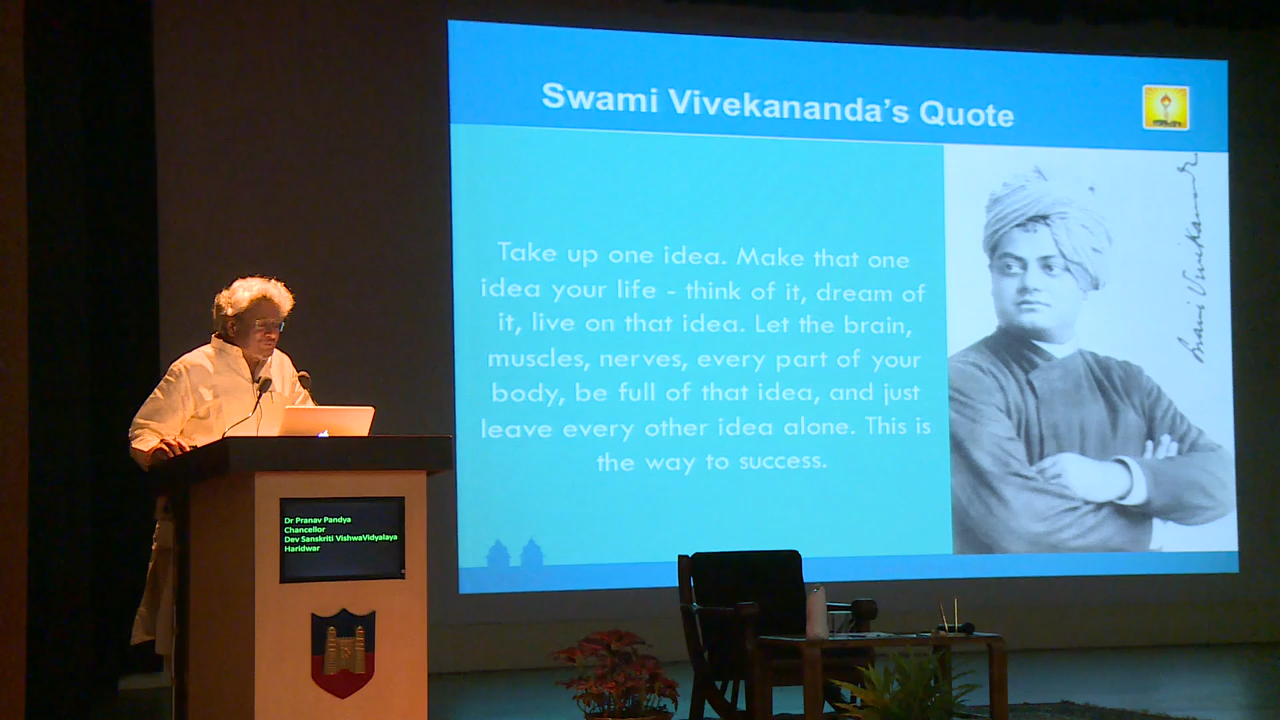 Swami Vivekananda's Quote
Take up one idea. Make that one
idea your life - think of it, dream of
it, live on that idea. Let the brain,
muscles, nerves, every part of your
body, be full of that idea, and just
leave every other idea alone. This is
the way to success.
Swami Vivekananda
Dr Pranav Pandya
Chancellor
Dev Sanskriti VishwaVidyalaya
Haridwar